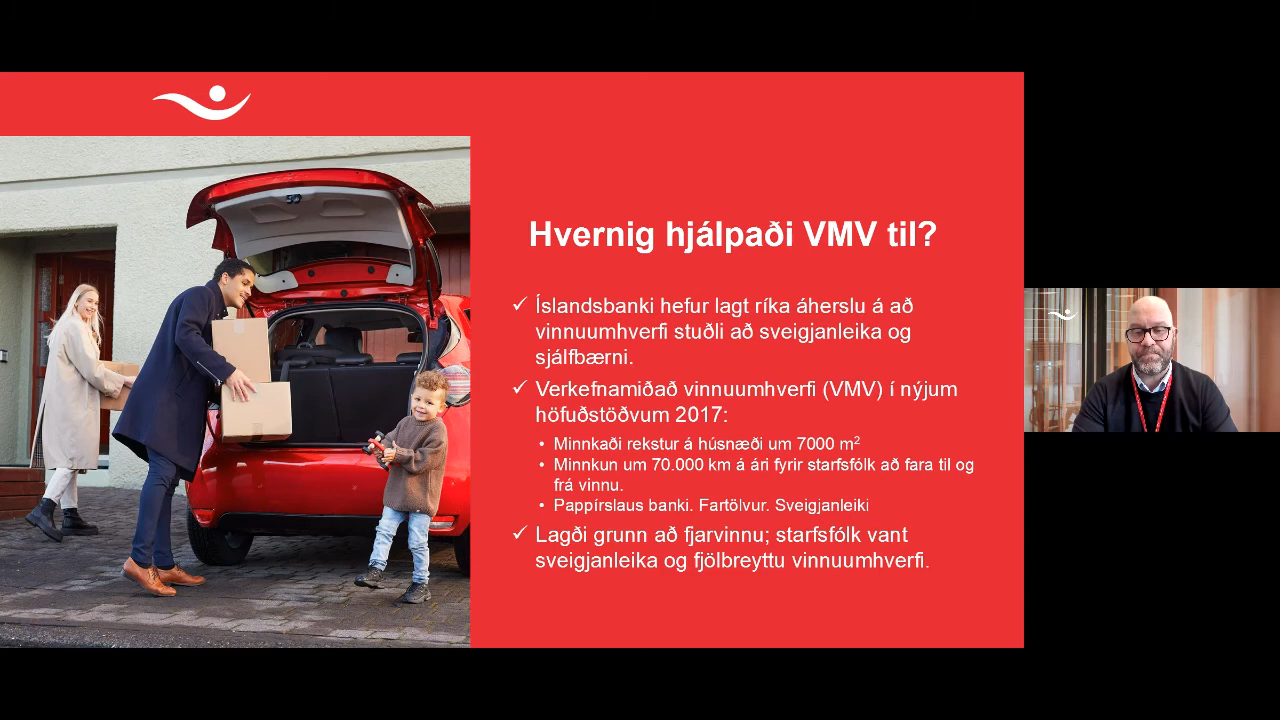 Hvernig hjálpaði VMV til?
✓ Íslandsbanki hefur lagt ríka áherslu á að
vinnuumhverfi stuðli að sveigjanleika og
sjálfbærni.
✓ Verkefnamiðað vinnuumhverfi (VMV) í nýjum
höfuðstöðvum 2017:
• Minnkaði rekstur á húsnæði um 7000 m²
• Minnkun um 70.000 km á ári fyrir starfsfólk að fara til og
frá vinnu.
• Pappírslaus banki. Fartölvur. Sveigjanleiki
✓ Lagði grunn að fjarvinnu; starfsfólk vant
sveigjanleika og fjölbreyttu vinnuumhverfi.